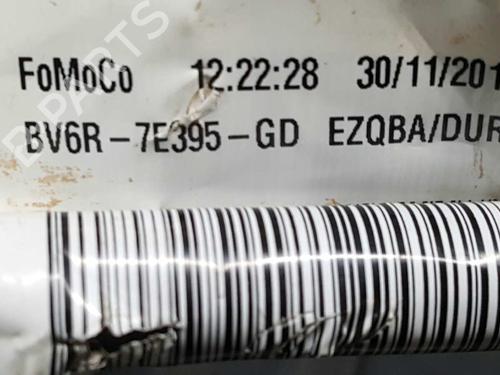 FoMoCo 12:22:28 30/11/201
BV6R-7E395-GD EZQBA/DUR